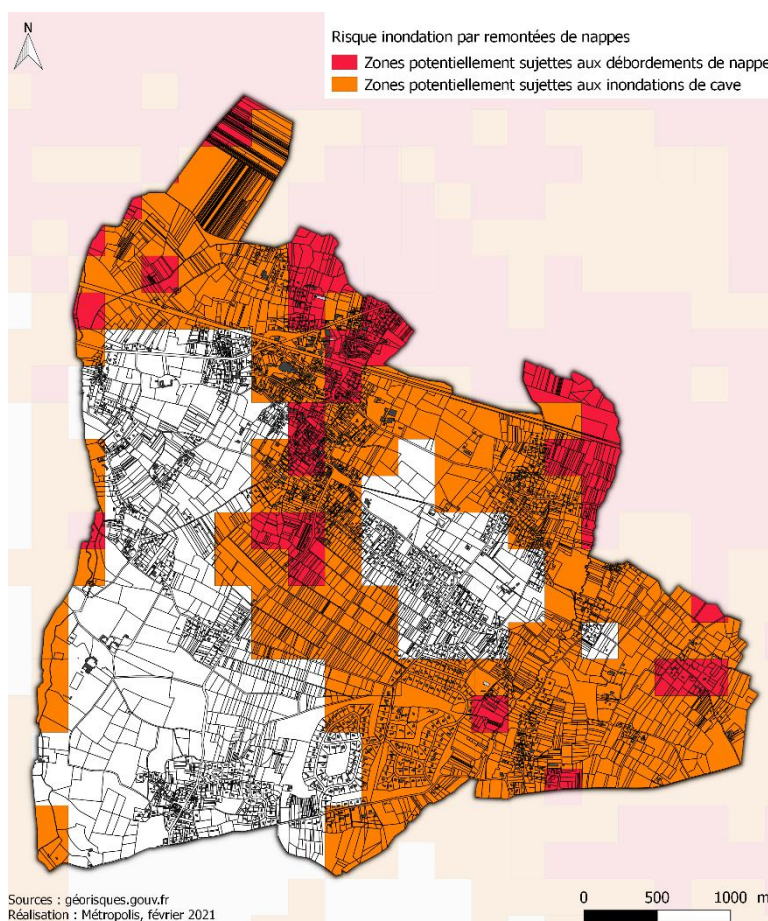 N
Risque inondation par remontées de nappes
Zones potentiellement sujettes aux débordements de nappe
Zones potentiellement sujettes aux inondations de cave
Sources : géorisques.gouv.fr
Réalisation : Métropolis, février 2021
0 500 1000 m